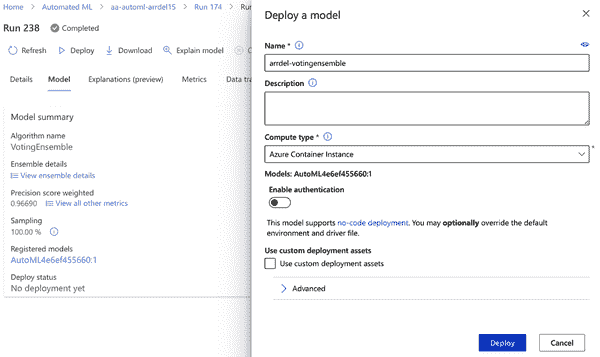 Home > Automated ML > aa-automl-arrdel15 > Run 174 >
Run 238 Completed
Refresh Deploy Download Explain model
Details Model Explanations (preview) Metrics Data tra
Model summary
Algorithm name
VotingEnsemble
Ensemble details
View ensemble details
Precision score weighted
0.96690 View all other metrics
Sampling
100.00 %
Registered models
AutoML4e6ef455660:1
Deploy status
No deployment yet
Deploy a model
Name *
arrdel-votingensemble
Description
Compute type *
Azure Container Instance
*
Models: AutoML4e6ef455660:1
Enable authentication
This model supports no-code deployment. You may optionally override the default
environment and driver file.
Use custom deployment assets
Use custom deployment assets
Advanced
Deploy Cancel